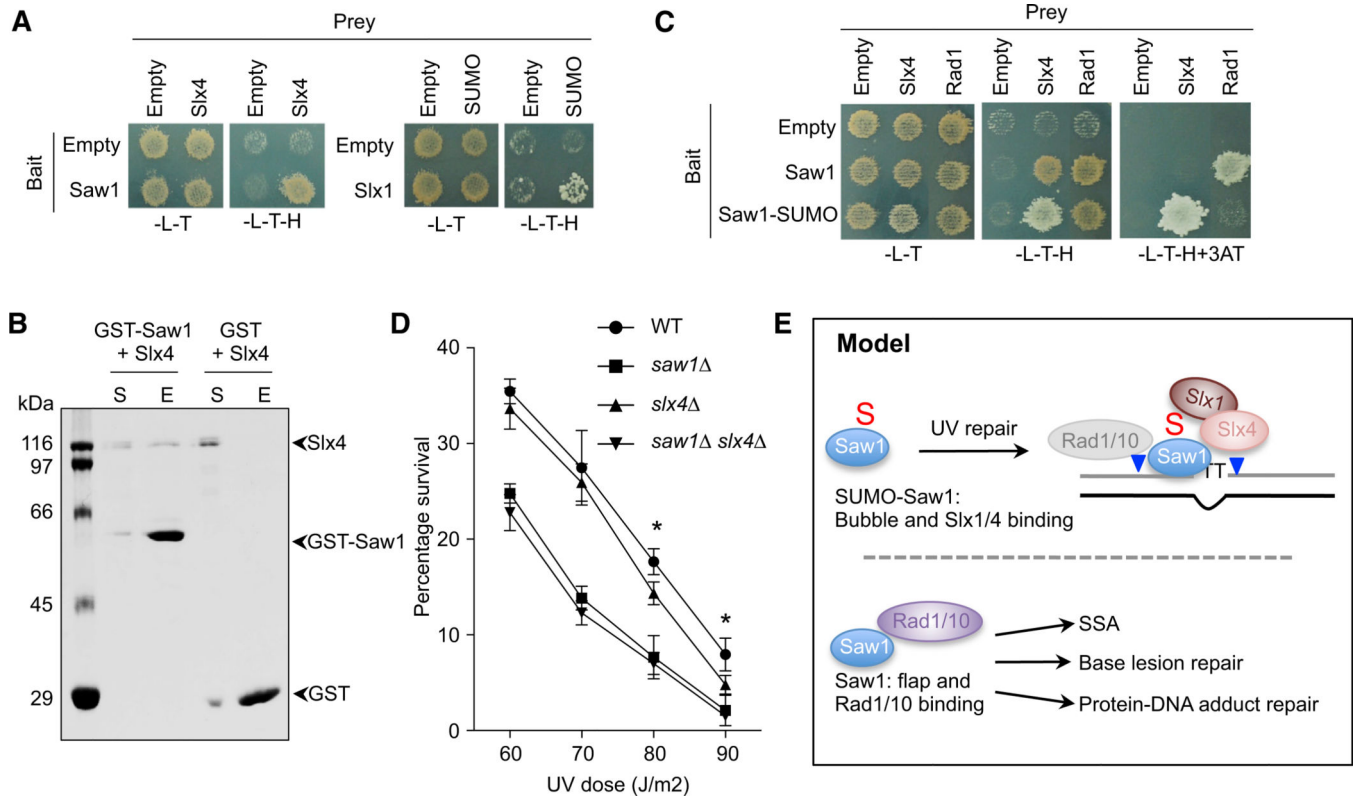 A
Prey
Empty
Slx4
Empty
Slx4
Empty
SUMO
Empty
SUMO
Bait
Empty
Saw1
Empty
Slx1
-L-T
-L-T-H
-L-T
-L-T-H
C
Prey
Empty
Slx4
Rad1
Empty
Slx4
Rad1
Empty
Slx4
Rad1
Bait
Empty
Saw1
Saw1-SUMO
-L-T
-L-T-H
-L-T-H+3AT
B
GST-Saw1
+ Slx4
GST
+ Slx4
S E S E
kDa
116
97
66
45
29
Slx4
GST-Saw1
GST
D
WT
saw1Δ
slx4Δ
saw1Δ slx4Δ
Percentage survival
40
30
20
10
0
*
*
60 70 80 90
UV dose (J/m2)
E
Model
S
Saw1
UV repair
Rad1/10
S
Saw1
Slx1
Slx4
TT
SUMO-Saw1:
Bubble and Slx1/4 binding
Saw1
Rad1/10
Saw1: flap and
Rad1/10 binding
SSA
Base lesion repair
Protein-DNA adduct repair